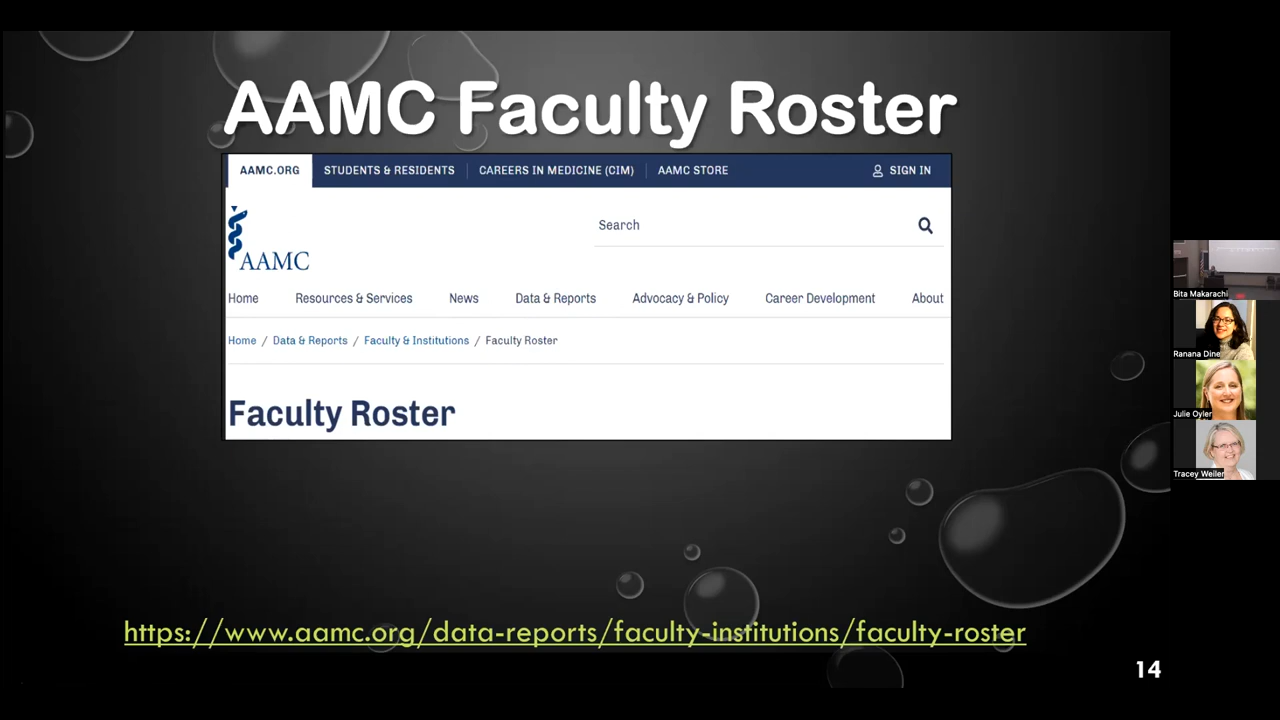 AAMC Faculty Roster
AAMC.ORG STUDENTS & RESIDENTS CAREERS IN MEDICINE (CIM) AAMC STORE SIGN IN
Search
AAMC
Home Resources & Services News Data & Reports Advocacy & Policy Career Development About
Home / Data & Reports / Faculty & Institutions / Faculty Roster
Faculty Roster
https://www.aamc.org/data-reports/faculty-institutions/faculty-roster
14
Bita Makarachi
Ranana Dine
Julie Oyler
Tracey Weiler